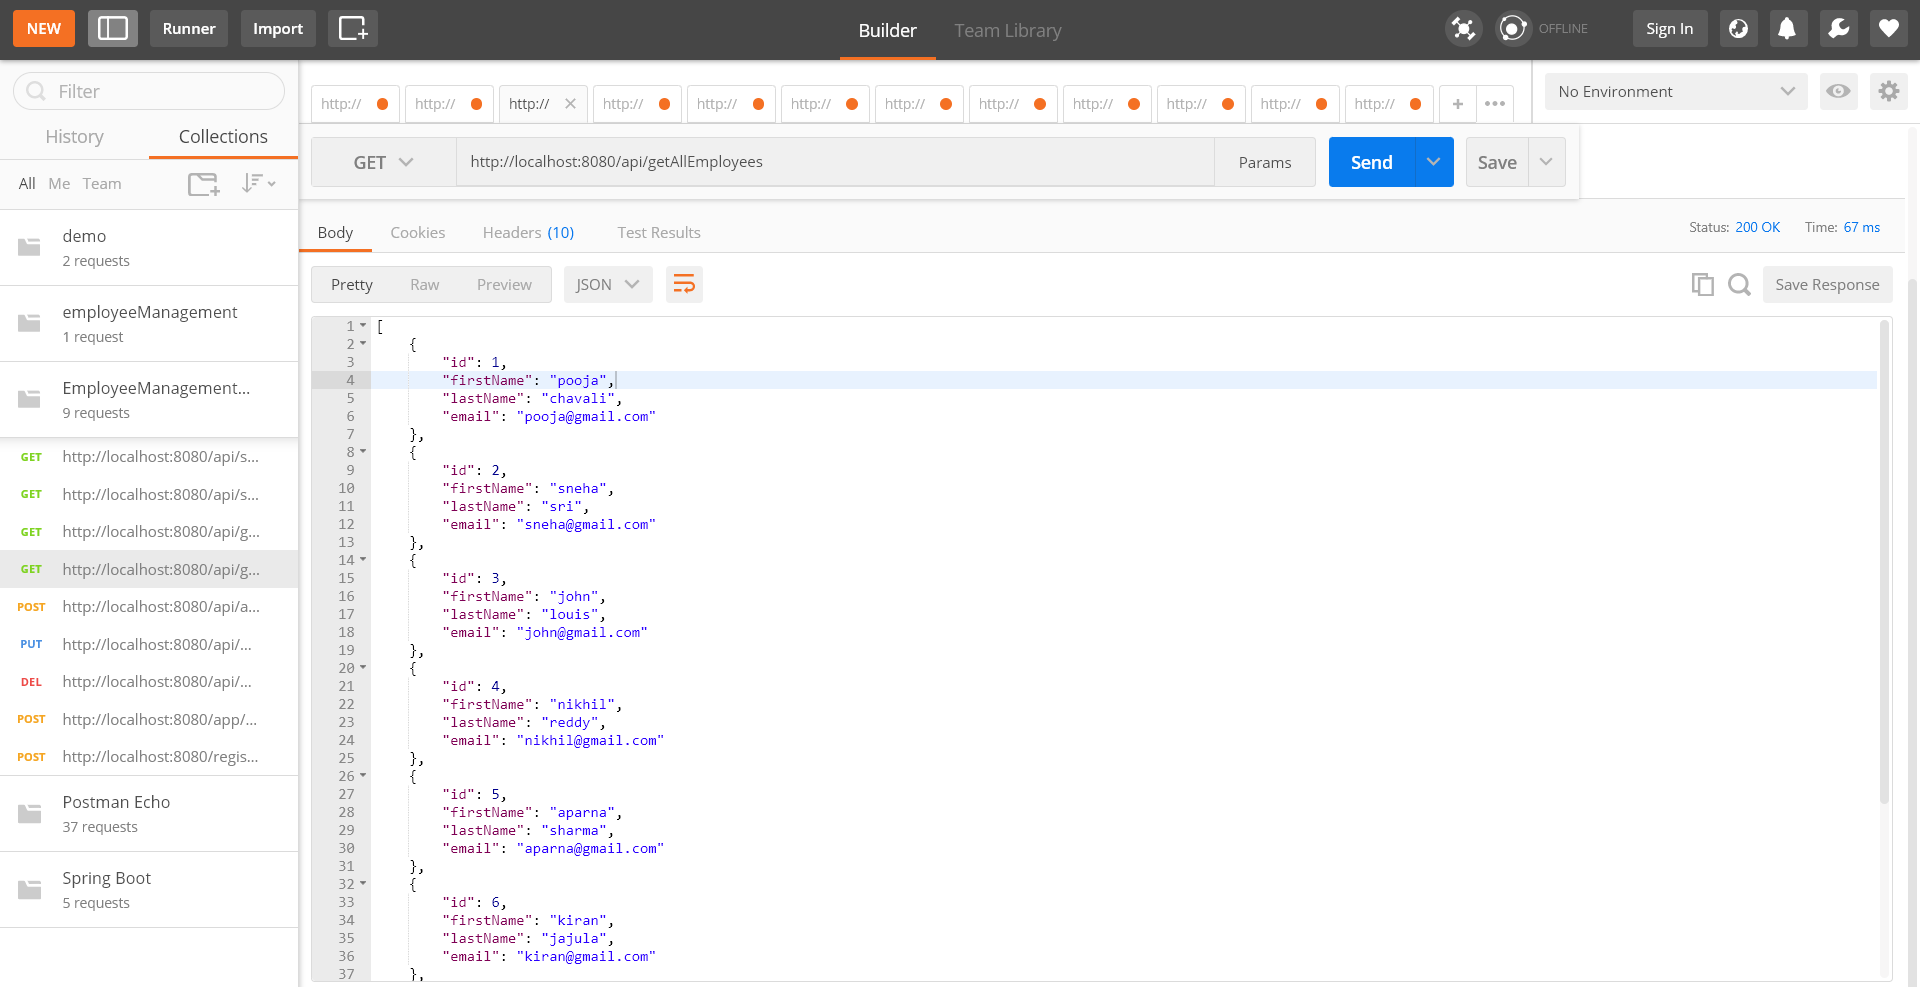 NEW Runner Import Builder Team Library OFFLINE Sign In
Filter
History Collections
All Me Team
demo
2 requests
employeeManagement
1 request
EmployeeManagement...
9 requests
GET http://localhost:8080/api/s...
GET http://localhost:8080/api/s...
GET http://localhost:8080/api/g...
GET http://localhost:8080/api/g...
POST http://localhost:8080/api/a...
PUT http://localhost:8080/api/...
DEL http://localhost:8080/api/...
POST http://localhost:8080/app/...
POST http://localhost:8080/regis...
Postman Echo
37 requests
Spring Boot
5 requests
http:// http:// http:// × http:// http:// http:// http:// http:// http:// http:// http:// http:// + •••
No Environment
GET http://localhost:8080/api/getAllEmployees Params Send Save
Body Cookies Headers (10) Test Results Status: 200 OK Time: 67 ms
Pretty Raw Preview JSON Save Response
1 [
2 {
3 "id": 1,
4 "firstName": "pooja",
5 "lastName": "chavali",
6 "email": "pooja@gmail.com"
7 },
8 {
9 "id": 2,
10 "firstName": "sneha",
11 "lastName": "sri",
12 "email": "sneha@gmail.com"
13 },
14 {
15 "id": 3,
16 "firstName": "john",
17 "lastName": "louis",
18 "email": "john@gmail.com"
19 },
20 {
21 "id": 4,
22 "firstName": "nikhil",
23 "lastName": "reddy",
24 "email": "nikhil@gmail.com"
25 },
26 {
27 "id": 5,
28 "firstName": "aparna",
29 "lastName": "sharma",
30 "email": "aparna@gmail.com"
31 },
32 {
33 "id": 6,
34 "firstName": "kiran",
35 "lastName": "jajula",
36 "email": "kiran@gmail.com"
37 },